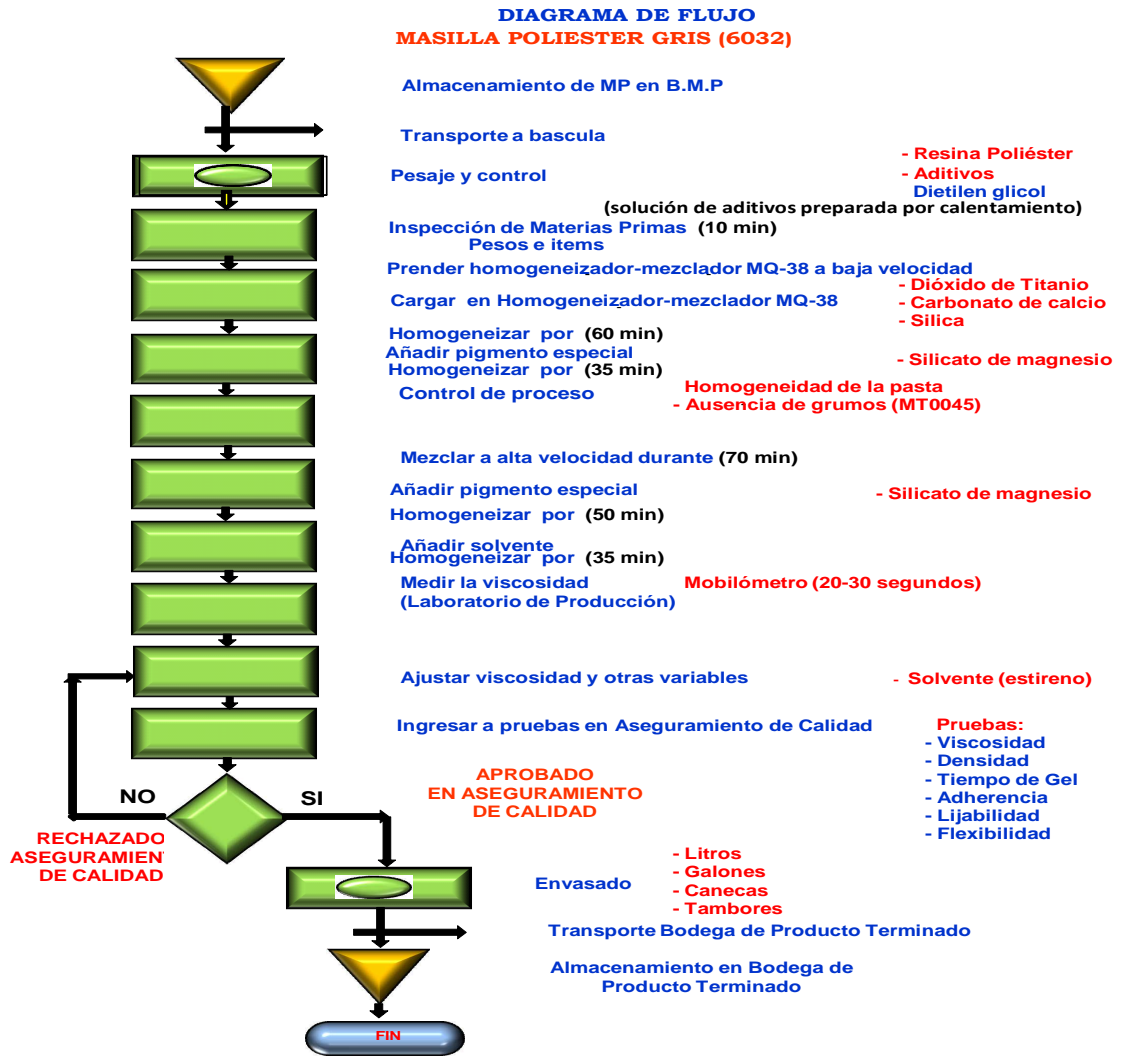 DIAGRAMA DE FLUJO
MASILLA POLIESTER GRIS (6032)
Almacenamiento de MP en B.M.P
Transporte a bascula
Pesaje y control
- Resina Poliéster
- Aditivos
Dietilen glicol
(solución de aditivos preparada por calentamiento)
Inspección de Materias Primas (10 min)
Pesos e items
Prender homogeneizador-mezclador MQ-38 a baja velocidad
Cargar en Homogeneizador-mezclador MQ-38
- Dióxido de Titanio
- Carbonato de calcio
- Silica
Homogeneizar por (60 min)
Añadir pigmento especial
- Silicato de magnesio
Homogeneizar por (35 min)
Control de proceso
Homogeneidad de la pasta
- Ausencia de grumos (MT0045)
Mezclar a alta velocidad durante (70 min)
Añadir pigmento especial
- Silicato de magnesio
Homogeneizar por (50 min)
Añadir solvente
Homogeneizar por (35 min)
Medir la viscosidad
(Laboratorio de Producción)
Mobilómetro (20-30 segundos)
Ajustar viscosidad y otras variables
- Solvente (estireno)
Ingresar a pruebas en Aseguramiento de Calidad
Pruebas:
- Viscosidad
- Densidad
- Tiempo de Gel
- Adherencia
- Lijabilidad
- Flexibilidad
NO
SI
APROBADO
EN ASEGURAMIENTO
DE CALIDAD
RECHAZADO
ASEGURAMIEN
DE CALIDAD
Envasado
- Litros
- Galones
- Canecas
- Tambores
Transporte Bodega de Producto Terminado
Almacenamiento en Bodega de
Producto Terminado
FIN